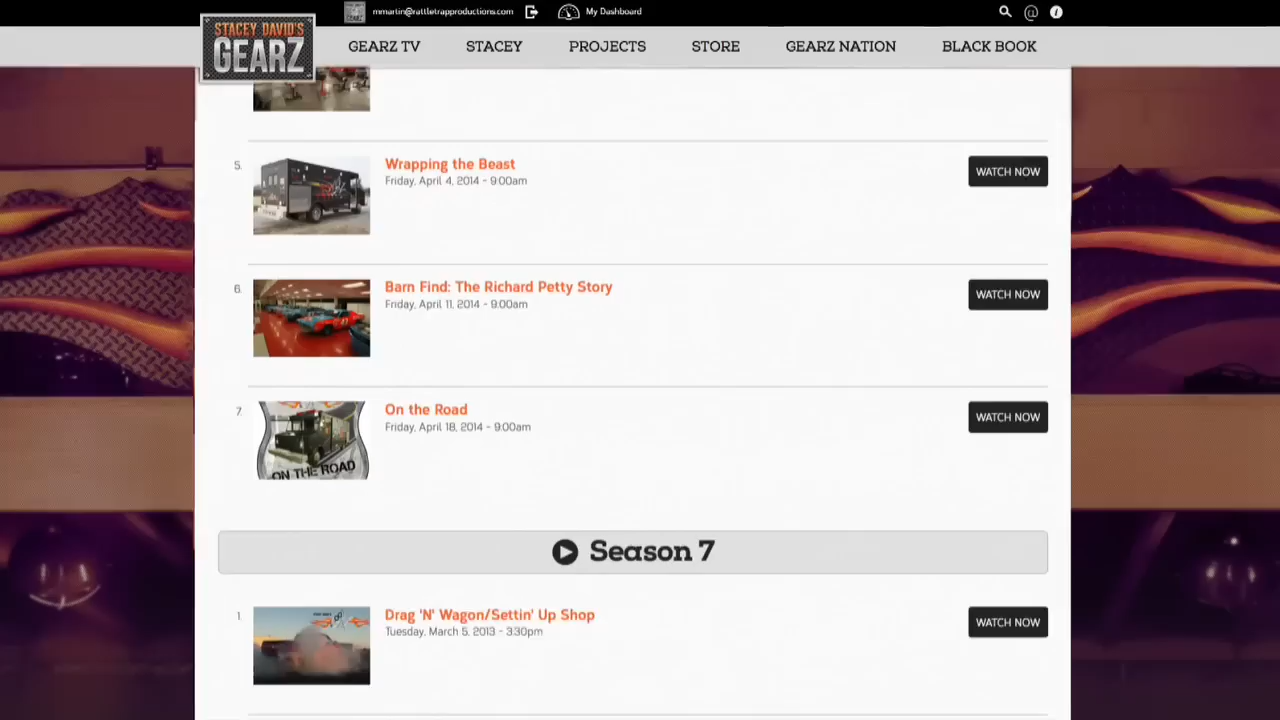 mmartin@rattletrapproductions.com My Dashboard
STACEY DAVID'S
GEARZ
GEARZ TV STACEY PROJECTS STORE GEARZ NATION BLACK BOOK
5. Wrapping the Beast WATCH NOW
Friday, April 4, 2014 - 9:00am
6. Barn Find: The Richard Petty Story WATCH NOW
Friday, April 11, 2014 - 9:00am
7. On the Road WATCH NOW
Friday, April 18, 2014 - 9:00am
ON THE ROAD
Season 7
1. Drag 'N' Wagon/Settin' Up Shop WATCH NOW
Tuesday, March 5, 2013 - 3:30pm